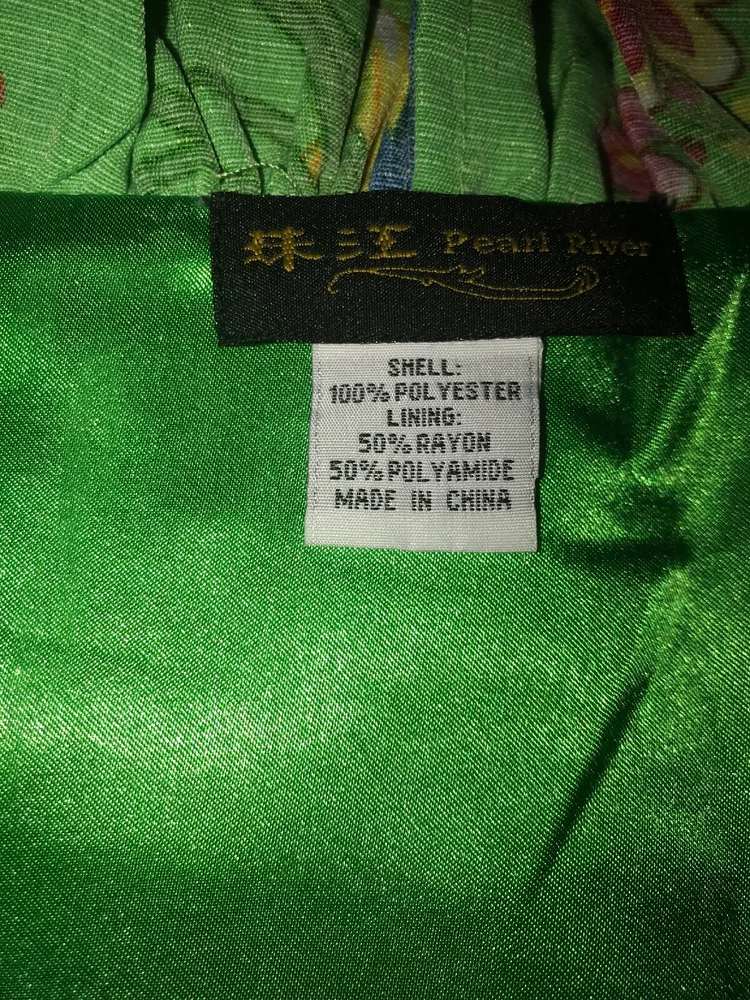 珠江 Pearl River
SHELL:
100% POLYESTER
LINING:
50% RAYON
50% POLYAMIDE
MADE IN CHINA